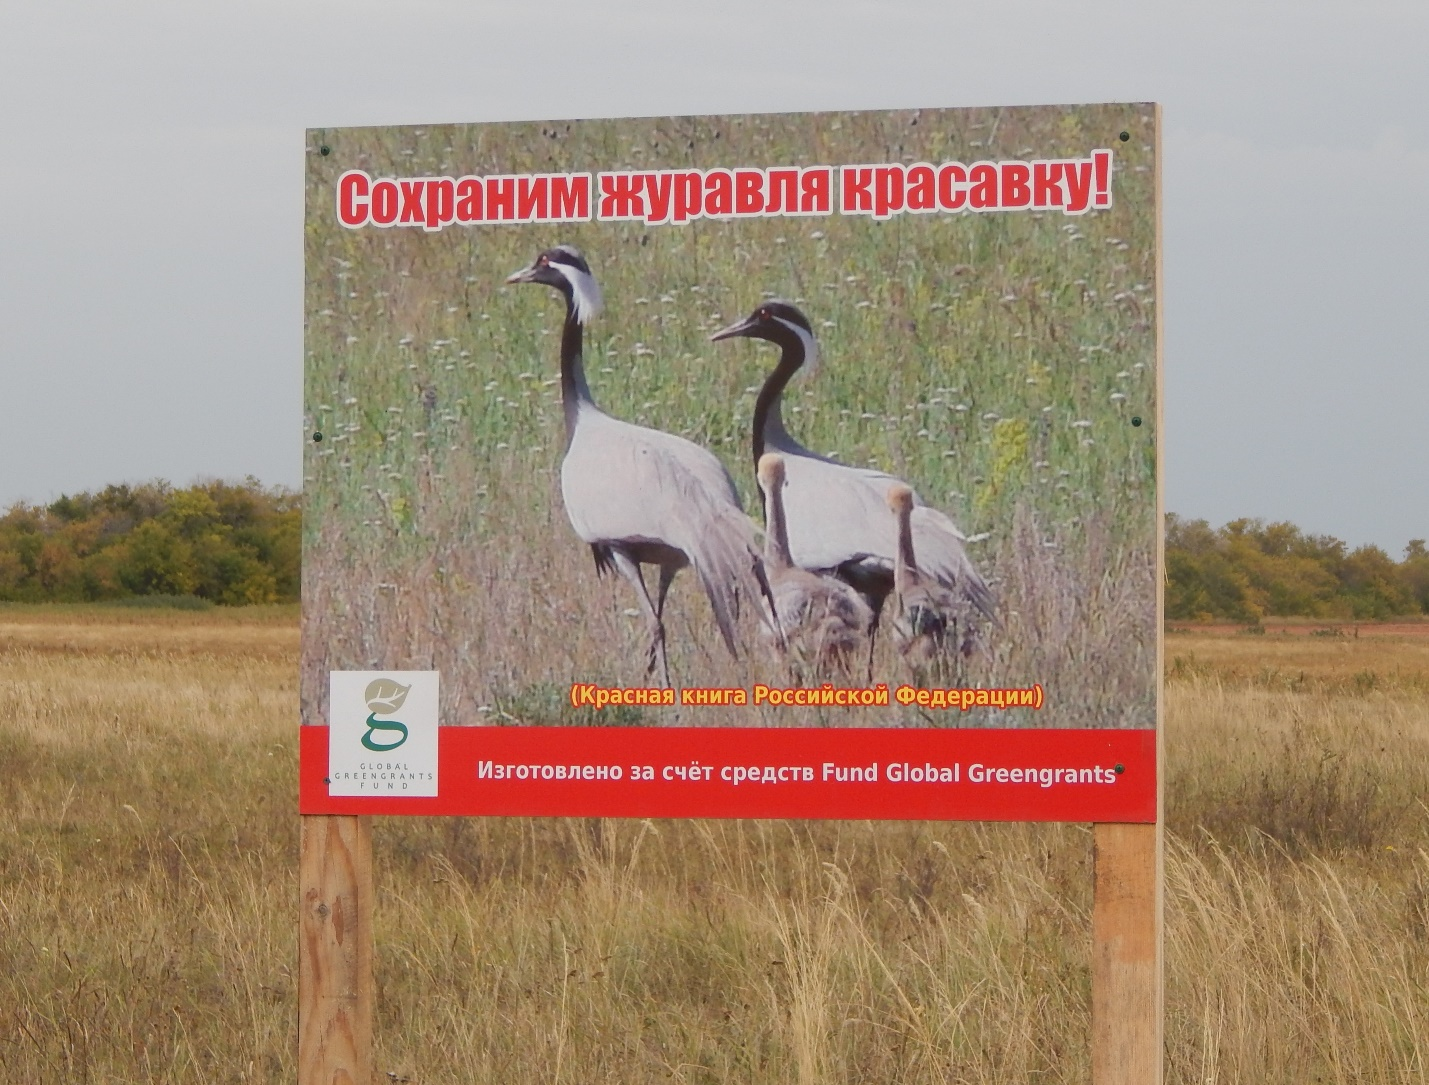 Сохраним журавля красавку!
(Красная книга Российской Федерации)
GLOBAL
GREENGRANTS
FUND
Изготовлено за счёт средств Fund Global Greengrants